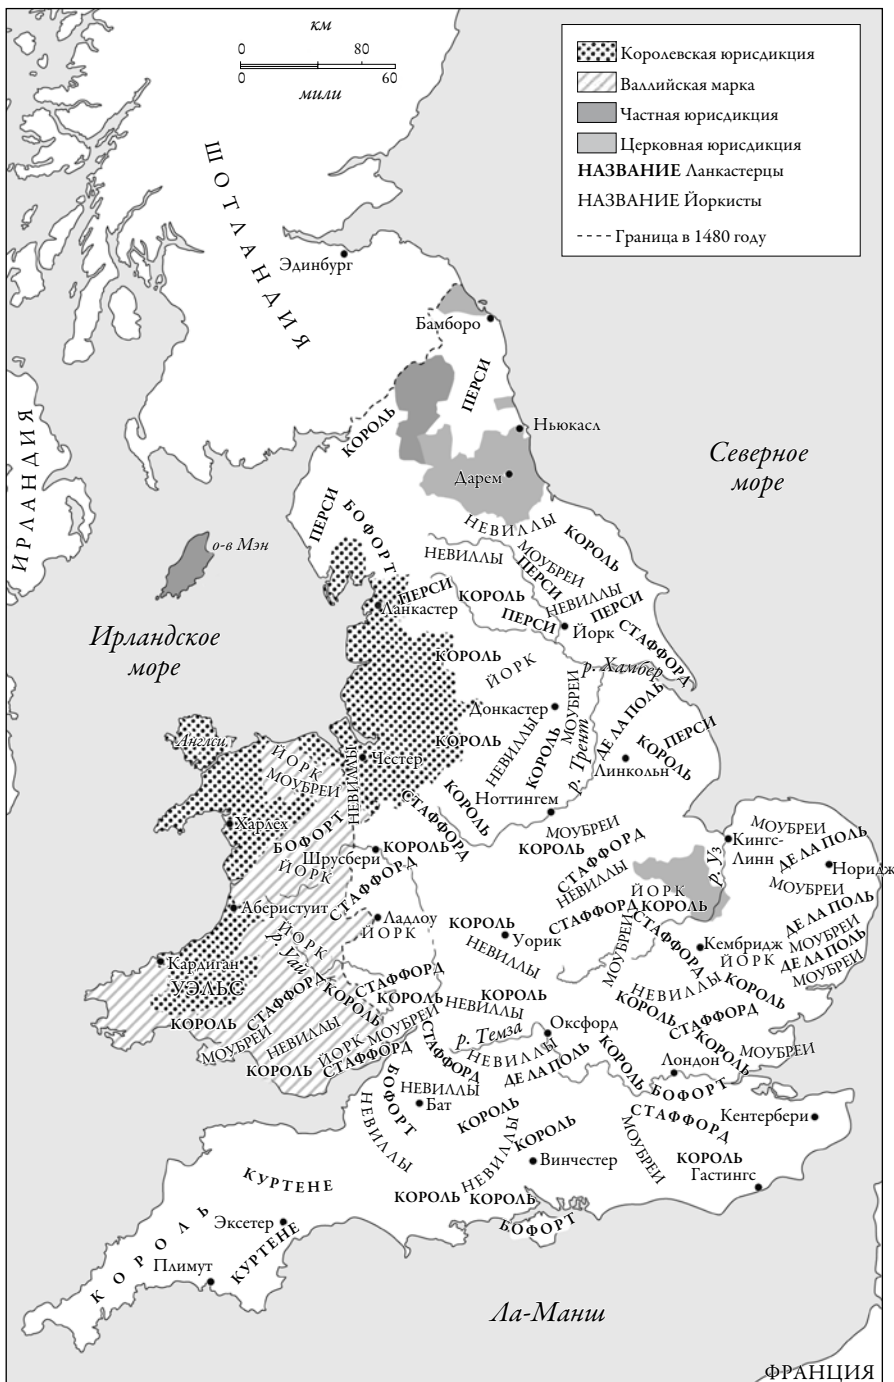 км
0 80
0 60
мили
Королевская юрисдикция
Валлийская марка
Частная юрисдикция
Церковная юрисдикция
НАЗВАНИЕ Ланкастерцы
НАЗВАНИЕ Йоркисты
Граница в 1480 году
ШОТЛАНДИЯ
Эдинбург
Бамборо
ПЕРСИ
КОРОЛЬ
Ньюкасл
Северное
море
Дарем
ИРЛАНДИЯ
ПЕРСИ
БОФОРТ
НЕВИЛЛЫ
КОРОЛЬ
о-в Мэн
НЕВИЛЛЫ
МОУБРЕИ
ПЕРСИ
ПЕРСИ
КОРОЛЬ
НЕВИЛЛЫ
ПЕРСИ
Ланкастер
ПЕРСИ
Йорк
СТАФФОРД
Ирландское
море
КОРОЛЬ
ЙОРК
р. Хамбер
МОУБРЕИ
ДЕ ЛА ПОЛЬ
Донкастер
НЕВИЛЛЫ
КОРОЛЬ
р. Трент
КОРОЛЬ
ПЕРСИ
КОРОЛЬ
Линкольн
Англси
ЙОРК
МОУБРЕИ
НЕВИЛЛЫ
Честер
СТАФФОРД
КОРОЛЬ
Ноттингем
Харлех
БОФОРТ
ЙОРК
Шрусбери
КОРОЛЬ
СТАФФОРД
КОРОЛЬ
МОУБРЕИ
СТАФФОРД
НЕВИЛЛЫ
р. Уз
Кингс-
Линн
МОУБРЕИ
ДЕ ЛА ПОЛЬ
Норидж
МОУБРЕИ
ЙОРК
КОРОЛЬ
СТАФФОРД
СТАФФОРД
ДЕ ЛА ПОЛЬ
МОУБРЕИ
ДЕ ЛА ПОЛЬ
МОУБРЕИ
Аберистуит
Ладлоу
ЙОРК
ЙОРК
р. Уай
КОРОЛЬ
Уорик
НЕВИЛЛЫ
МОУБРЕИ
Кембридж
ЙОРК
Кардиган
УЭЛЬС
СТАФФОРД
КОРОЛЬ
СТАФФОРД
КОРОЛЬ
НЕВИЛЛЫ
КОРОЛЬ
НЕВИЛЛЫ
КОРОЛЬ
КОРОЛЬ
СТАФФОРД
КОРОЛЬ
МОУБРЕИ
НЕВИЛЛЫ
КОРОЛЬ
ЙОРК
МОУБРЕИ
СТАФФОРД
СТАФФОРД
р. Темза
Оксфорд
НЕВИЛЛЫ
ДЕ ЛА ПОЛЬ
КОРОЛЬ
КОРОЛЬ
МОУБРЕИ
Лондон
БОФОРТ
БОФОРТ
НЕВИЛЛЫ
Бат
НЕВИЛЛЫ
КОРОЛЬ
НЕВИЛЛЫ
КОРОЛЬ
СТАФФОРД
Кентербери
МОУБРЕИ
КОРОЛЬ
Гастингс
Винчестер
КУРТЕНЕ
КОРОЛЬ
КОРОЛЬ
БОФОРТ
КОРОЛЬ
Эксетер
КУРТЕНЕ
Плимут
Ла-Манш
ФРАНЦИЯ